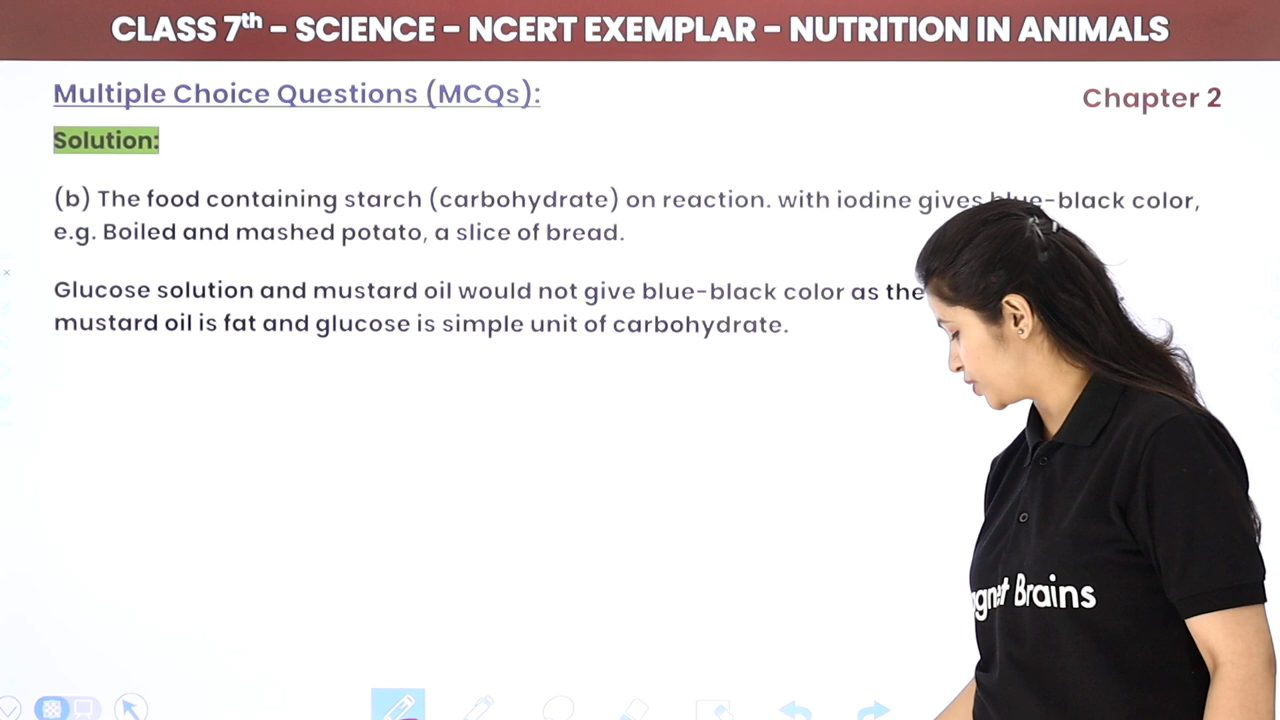 CLASS 7th - SCIENCE - NCERT EXEMPLAR - NUTRITION IN ANIMALS
Multiple Choice Questions (MCQs):
Chapter 2
Solution:
(b) The food containing starch (carbohydrate) on reaction. with iodine gives blue-black color,
e.g. Boiled and mashed potato, a slice of bread.
Glucose solution and mustard oil would not give blue-black color as the
mustard oil is fat and glucose is simple unit of carbohydrate.
Brains